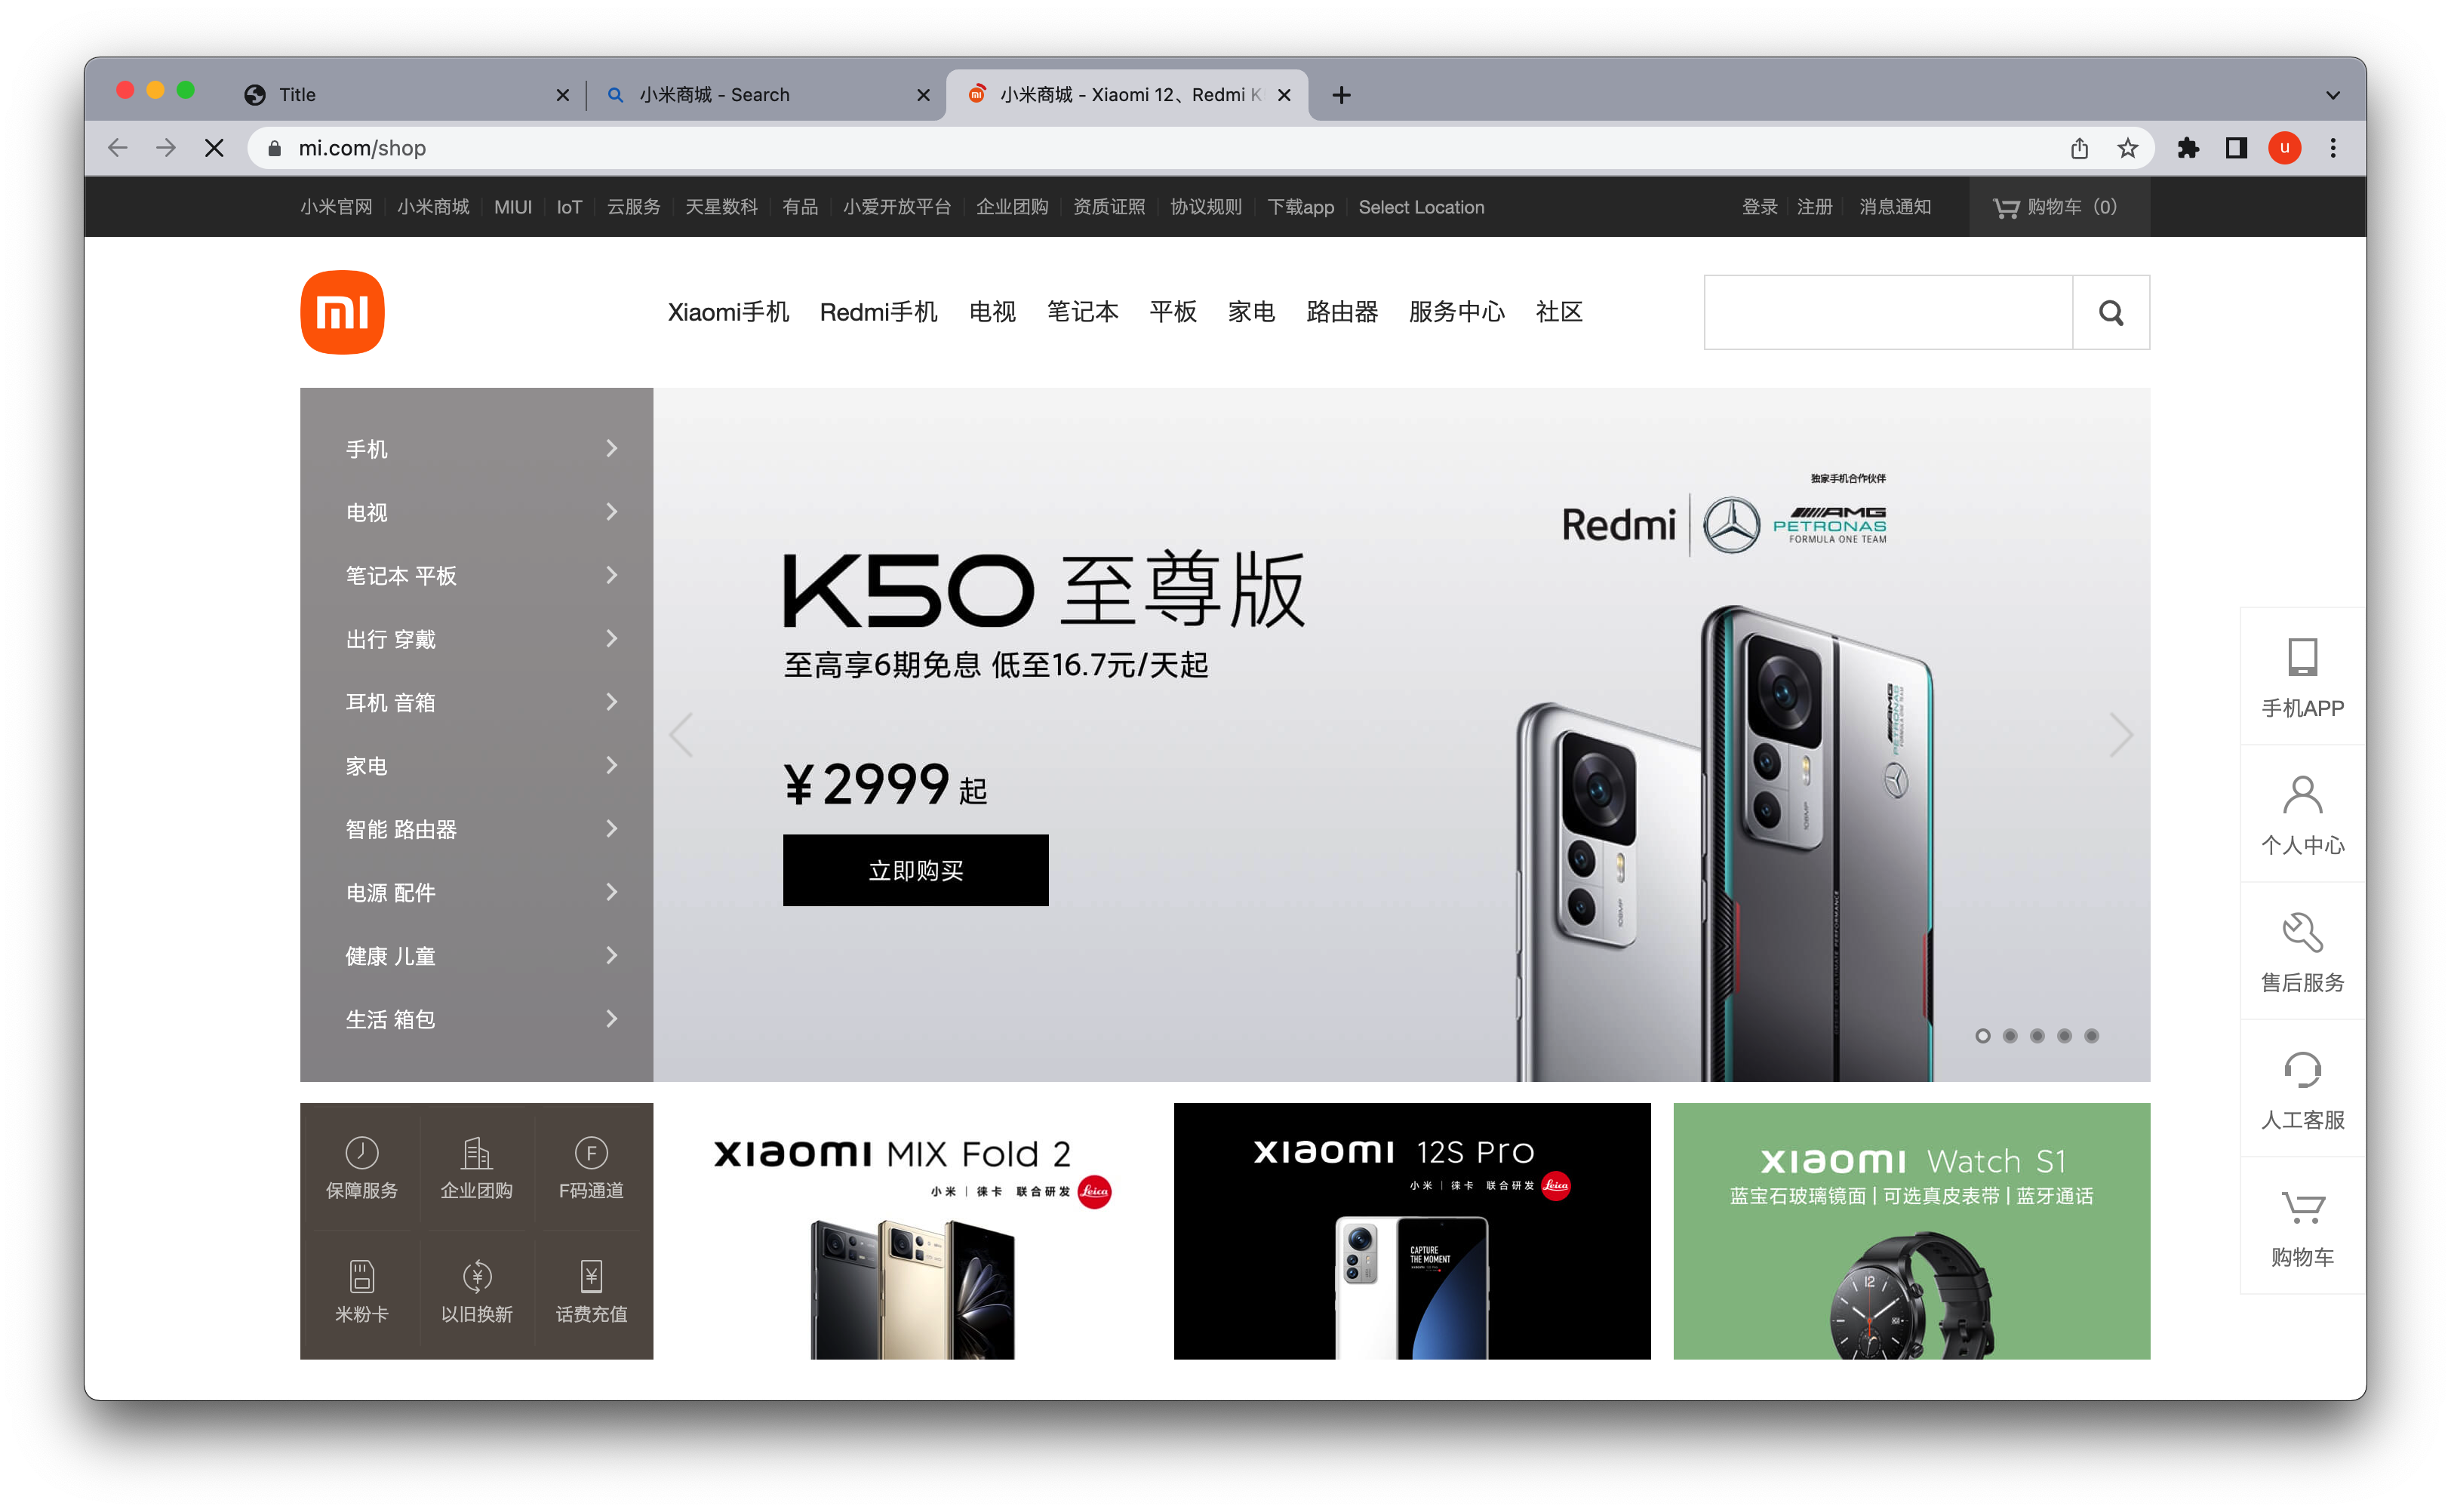 Title
小米商城 - Search
小米商城 - Xiaomi 12、Redmi K
mi.com/shop
u
小米官网 小米商城 MIUI IoT 云服务 天星数科 有品 小爱开放平台 企业团购 资质证照 协议规则 下载app Select Location
登录 注册 消息通知 购物车 (0)
mi
Xiaomi手机 Redmi手机 电视 笔记本 平板 家电 路由器 服务中心 社区
手机
电视
笔记本 平板
出行 穿戴
耳机 音箱
家电
智能 路由器
电源 配件
健康 儿童
生活 箱包
独家手机合作伙伴
Redmi
AMG
PETRONAS
FORMULA ONE TEAM
K50 至尊版
至高享6期免息 低至16.7元/天起
¥2999 起
立即购买
AMG
PETRONAS
108MP
108MP
手机APP
个人中心
售后服务
人工客服
购物车
保障服务 企业团购 F码通道
米粉卡 以旧换新 话费充值
xiaomi MIX Fold 2
小米 | 徕卡 联合研发 Leica
xiaomi 12S Pro
小米 | 徕卡 联合研发 Leica
CAPTURE
THE MOMENT
xiaomi Watch S1
蓝宝石玻璃镜面 | 可选真皮表带 | 蓝牙通话
12